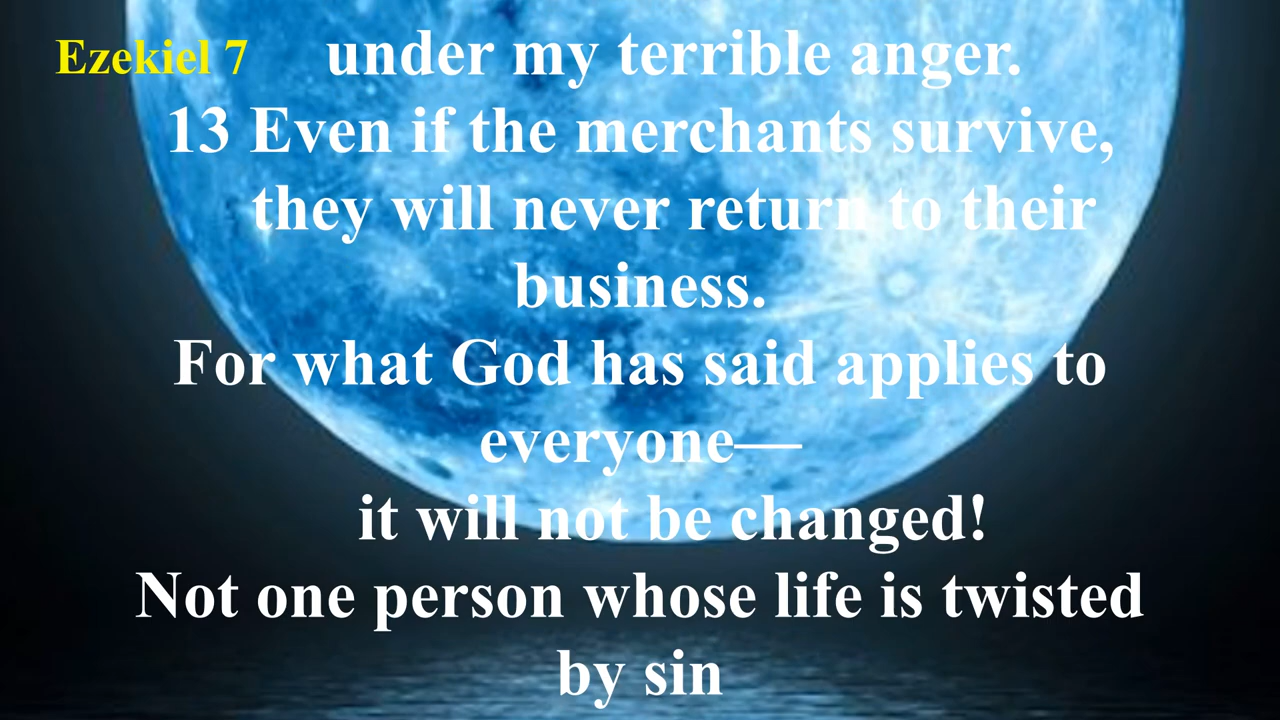 Ezekiel 7
under my terrible anger.
13 Even if the merchants survive,
they will never return to their
business.
For what God has said applies to
everyone—
it will not be changed!
Not one person whose life is twisted
by sin